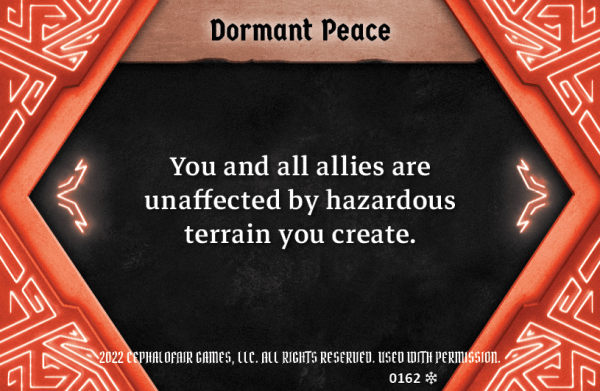 Dormant Peace
You and all allies are
unaffected by hazardous
terrain you create.
2022 CEPHALOFAIR GAMES, LLC. ALL RIGHTS RESERVED. USED WITH PERMISSION.
0162